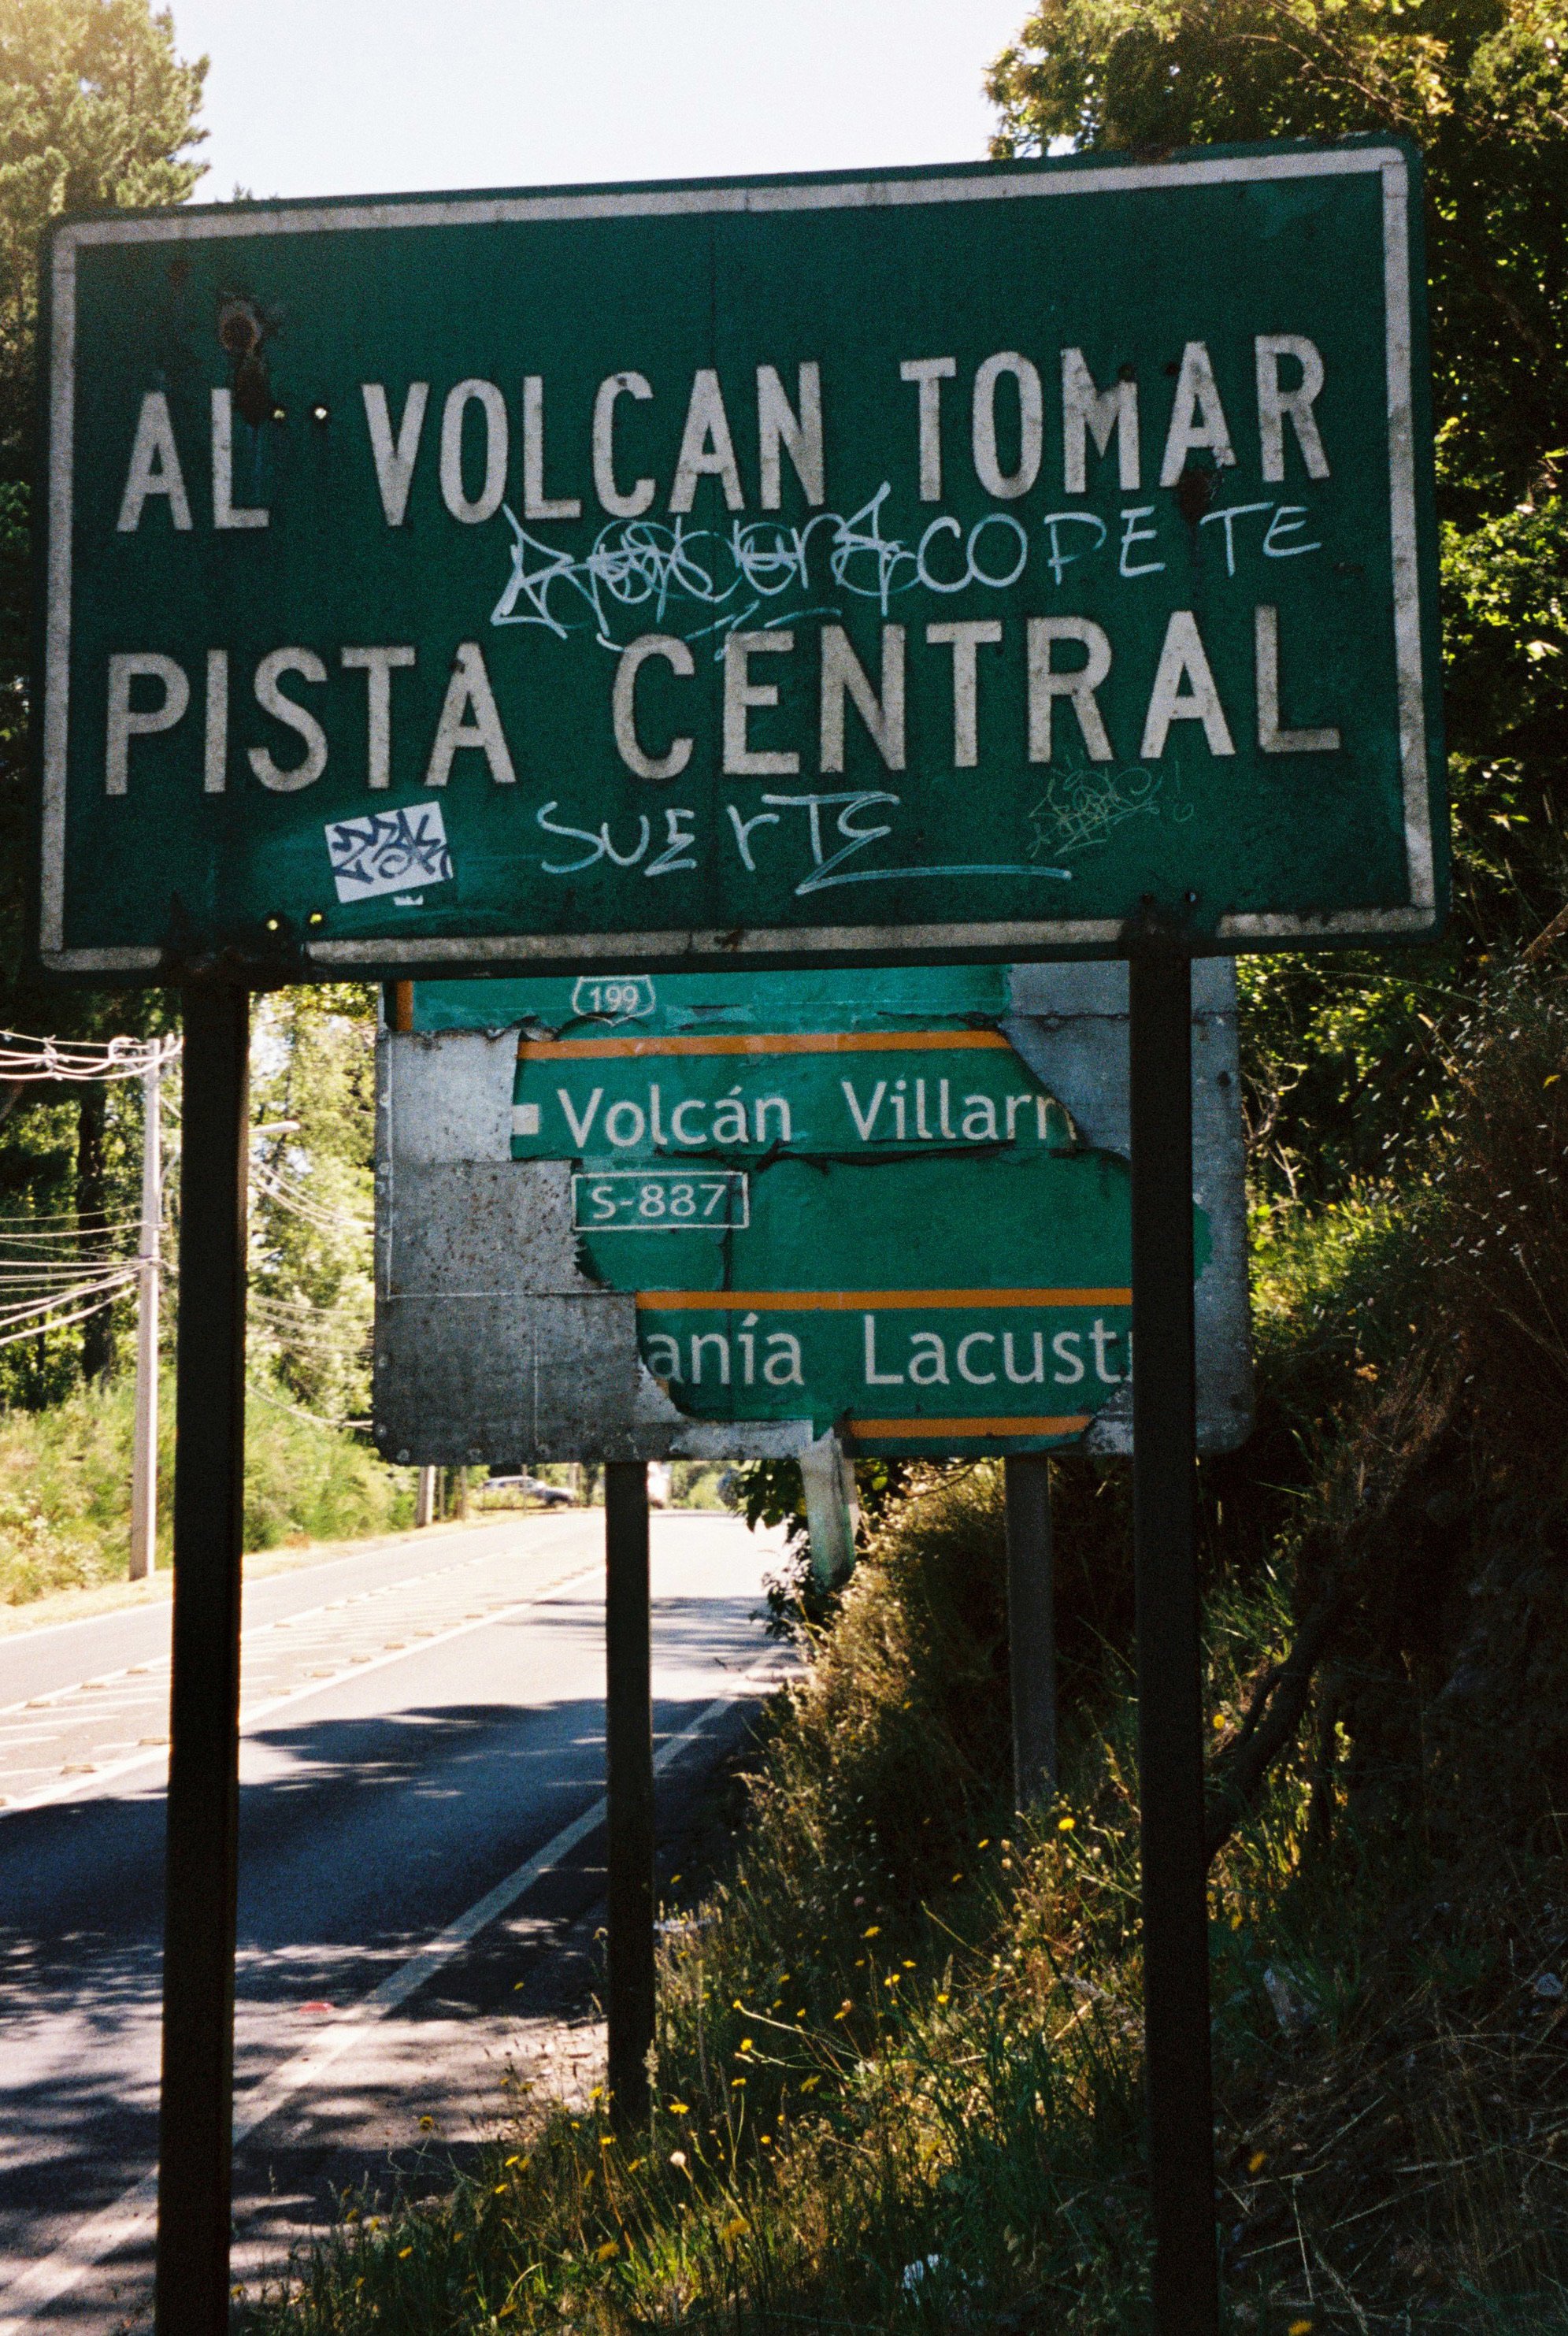 AL VOLCAN TOMAR
COPETE
PISTA CENTRAL
SUERTE
199
Volcán Villarr
S-887
anía Lacust